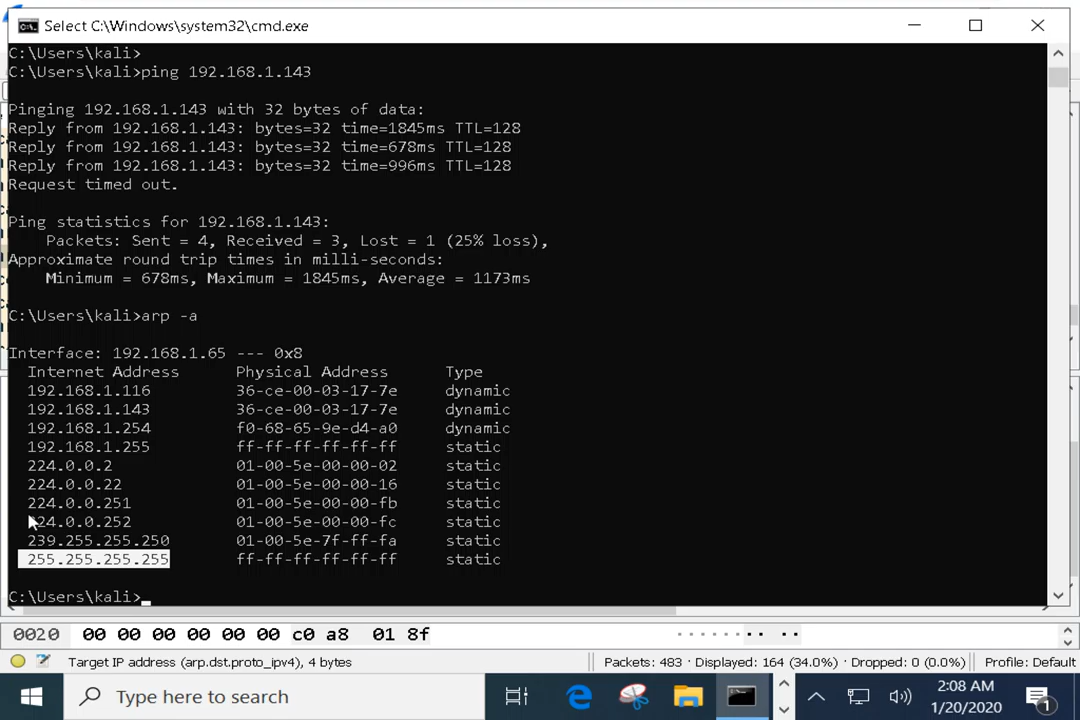 Select C:\Windows\system32\cmd.exe
C:\Users\kali>
C:\Users\kali>ping 192.168.1.143
Pinging 192.168.1.143 with 32 bytes of data:
Reply from 192.168.1.143: bytes=32 time=1845ms TTL=128
Reply from 192.168.1.143: bytes=32 time=678ms TTL=128
Reply from 192.168.1.143: bytes=32 time=996ms TTL=128
Request timed out.
Ping statistics for 192.168.1.143:
Packets: Sent = 4, Received = 3, Lost = 1 (25% loss),
Approximate round trip times in milli-seconds:
Minimum = 678ms, Maximum = 1845ms, Average = 1173ms
C:\Users\kali>arp -a
Interface: 192.168.1.65 --- 0x8
Internet Address Physical Address Type
192.168.1.116 36-ce-00-03-17-7e dynamic
192.168.1.143 36-ce-00-03-17-7e dynamic
192.168.1.254 f0-68-65-9e-d4-a0 dynamic
192.168.1.255 ff-ff-ff-ff-ff-ff static
224.0.0.2 01-00-5e-00-00-02 static
224.0.0.22 01-00-5e-00-00-16 static
224.0.0.251 01-00-5e-00-00-fb static
224.0.0.252 01-00-5e-00-00-fc static
239.255.255.250 01-00-5e-7f-ff-fa static
255.255.255.255 ff-ff-ff-ff-ff-ff static
C:\Users\kali>
0020 00 00 00 00 00 00 c0 a8 01 8f ········ ··
Target IP address (arp.dst.proto_ipv4), 4 bytes Packets: 483 · Displayed: 164 (34.0%) · Dropped: 0 (0.0%) Profile: Default
Type here to search
2:08 AM
1/20/2020
1